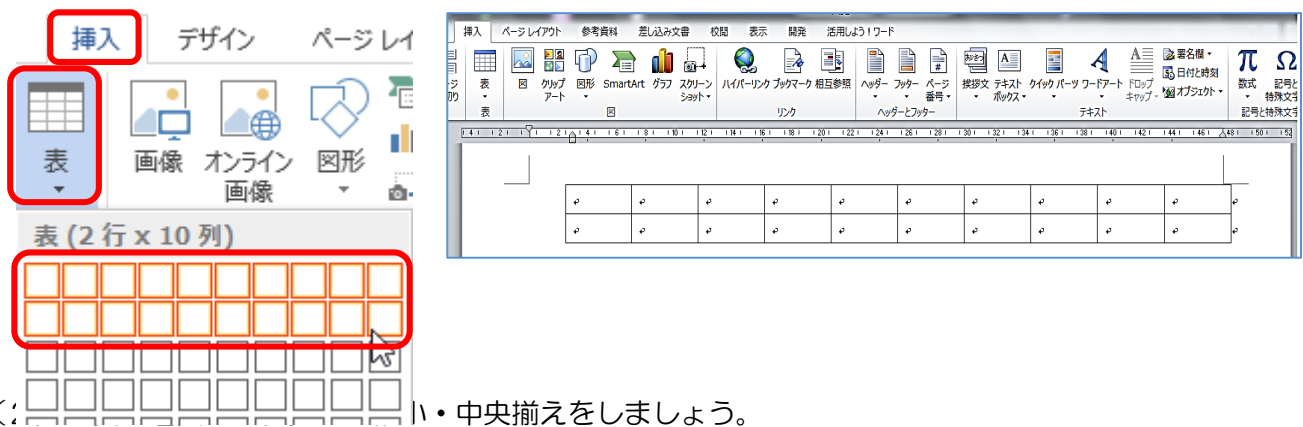 挿入 デザイン ページ レイ
表
画像
オンライン
画像
図形
表 (2 行 x 10 列)
挿入 ページ レイアウト 参考資料 差し込み文書 校閲 表示 開発 活用しよう!ワード
表
図
クリップ
アート
図形
SmartArt
グラフ
スクリーン
ショット
ハイパーリンク
ブックマーク
相互参照
ヘッダー
フッター
ページ
番号
挨拶文
テキスト
ボックス
クイック パーツ
ワードアート
ドロップ
キャップ
署名欄
日付と時刻
オブジェクト
π
数式
Ω
記号と
特殊文字
表 図 リンク ヘッダーとフッター テキスト 記号と特殊文字
・中央揃えをしましょう。